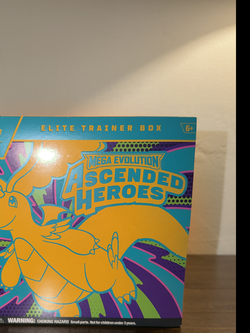 ELITE TRAINER BOX
6+
MEGA EVOLUTION
ASCENDED
HEROES
WARNING: CHOKING HAZARD Small parts. Not for children under 3 years.